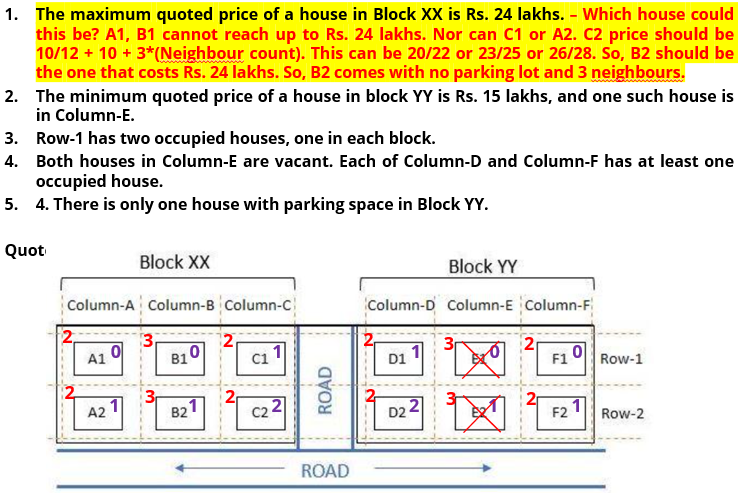 1. The maximum quoted price of a house in Block XX is Rs. 24 lakhs. – Which house could
this be? A1, B1 cannot reach up to Rs. 24 lakhs. Nor can C1 or A2. C2 price should be
10/12 + 10 + 3*(Neighbour count). This can be 20/22 or 23/25 or 26/28. So, B2 should be
the one that costs Rs. 24 lakhs. So, B2 comes with no parking lot and 3 neighbours.
2. The minimum quoted price of a house in block YY is Rs. 15 lakhs, and one such house is
in Column-E.
3. Row-1 has two occupied houses, one in each block.
4. Both houses in Column-E are vacant. Each of Column-D and Column-F has at least one
occupied house.
5. 4. There is only one house with parking space in Block YY.
Quot
Block XX Block YY
Column-A Column-B Column-C Column-D Column-E Column-F
2 3 2 2 3 2
A1 0 B1 0 C1 1 D1 1 E1 0 F1 0 Row-1
2 3 2 2 3 2
A2 1 B2 1 C2 2 D2 2 E2 1 F2 1 Row-2
ROAD
ROAD